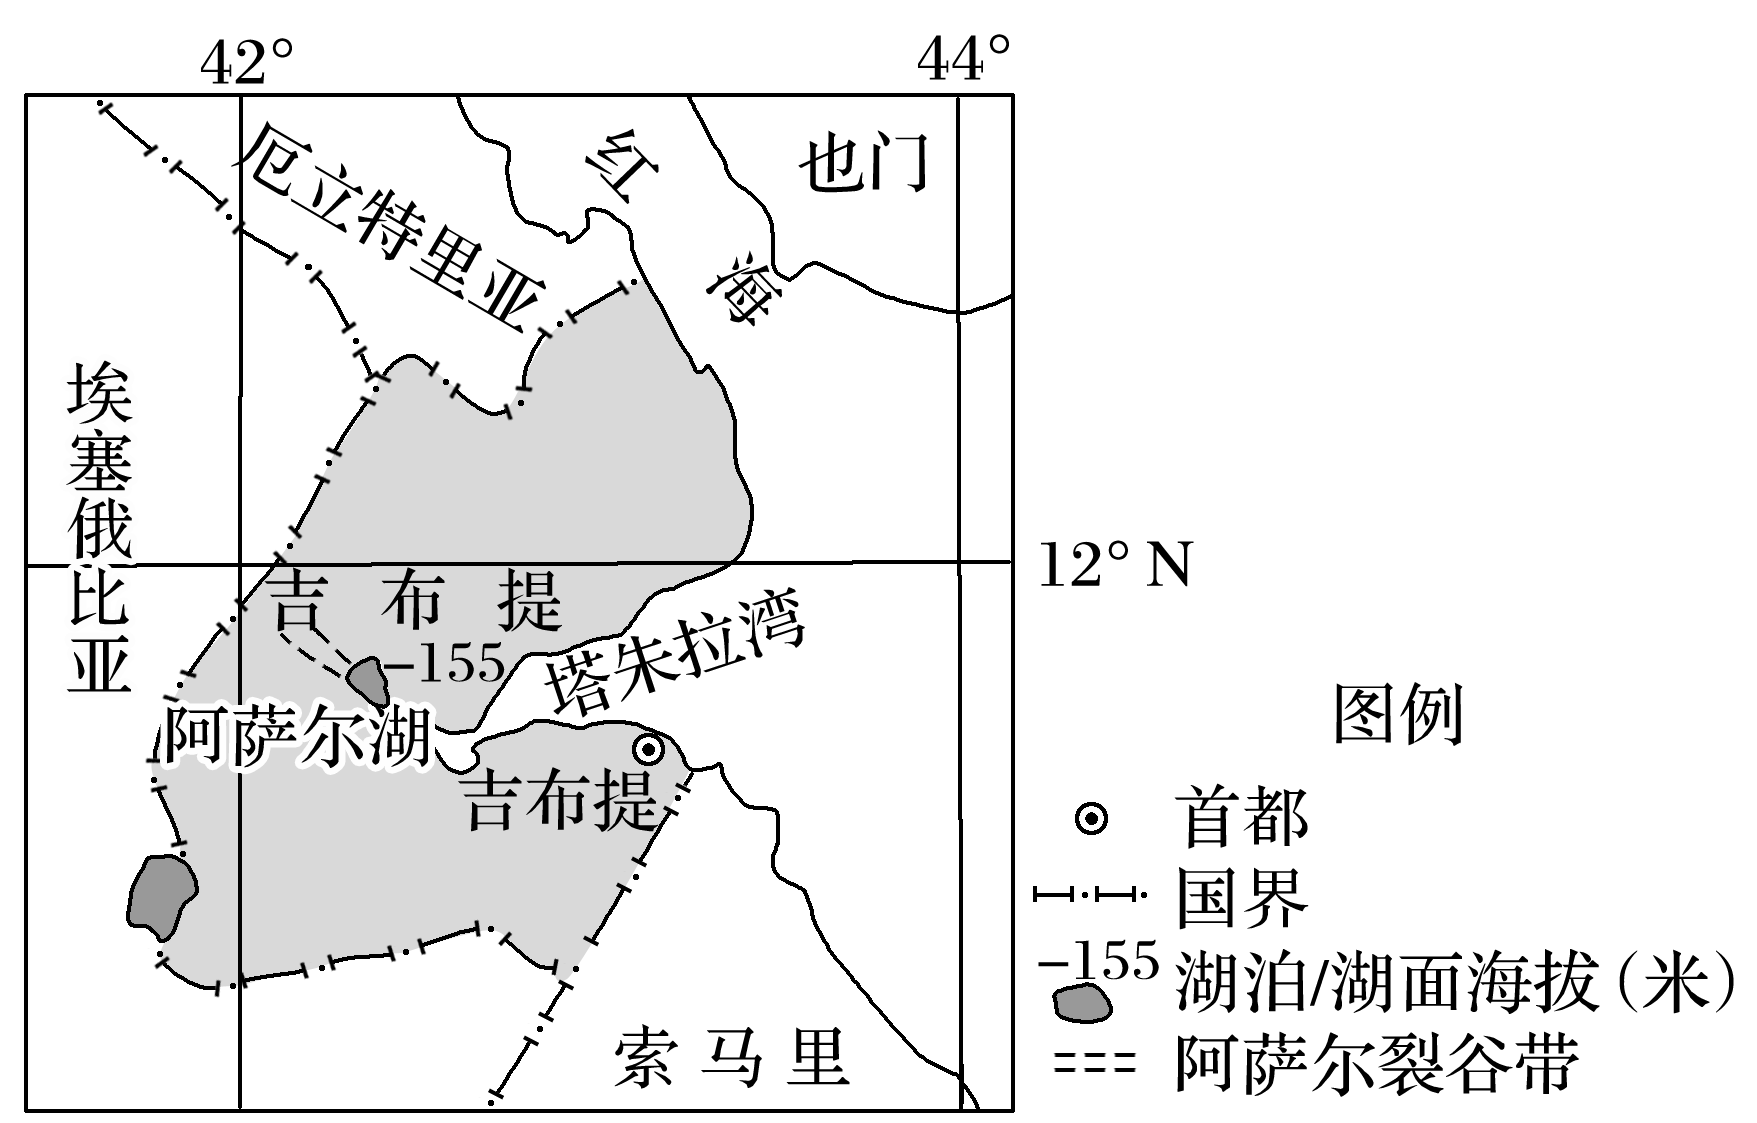 42°
44°
厄立特里亚
红海
也门
埃塞俄比亚
12° N
吉布提
-155
塔朱拉湾
阿萨尔湖
吉布提
索马里
图例
首都
国界
-155
湖泊/湖面海拔(米)
阿萨尔裂谷带